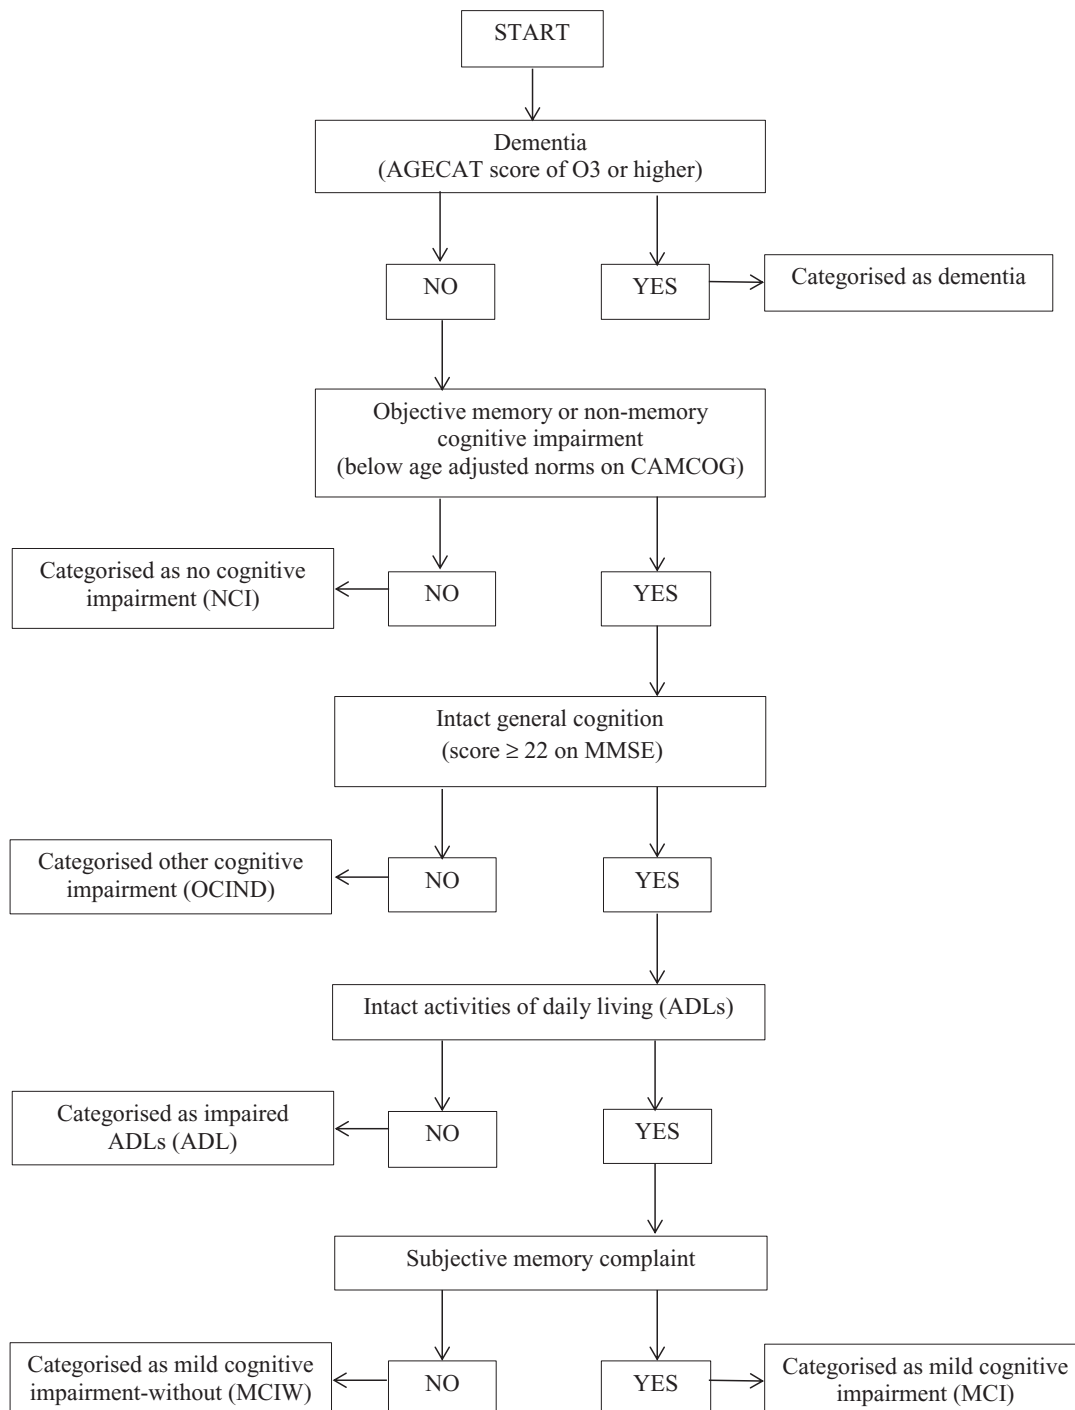 START
Dementia
(AGECAT score of O3 or higher)
NO
YES
Categorised as dementia
Objective memory or non-memory
cognitive impairment
(below age adjusted norms on CAMCOG)
Categorised as no cognitive
impairment (NCI)
NO
YES
Intact general cognition
(score ≥ 22 on MMSE)
Categorised other cognitive
impairment (OCIND)
NO
YES
Intact activities of daily living (ADLs)
Categorised as impaired
ADLs (ADL)
NO
YES
Subjective memory complaint
Categorised as mild cognitive
impairment-without (MCIW)
NO
YES
Categorised as mild cognitive
impairment (MCI)